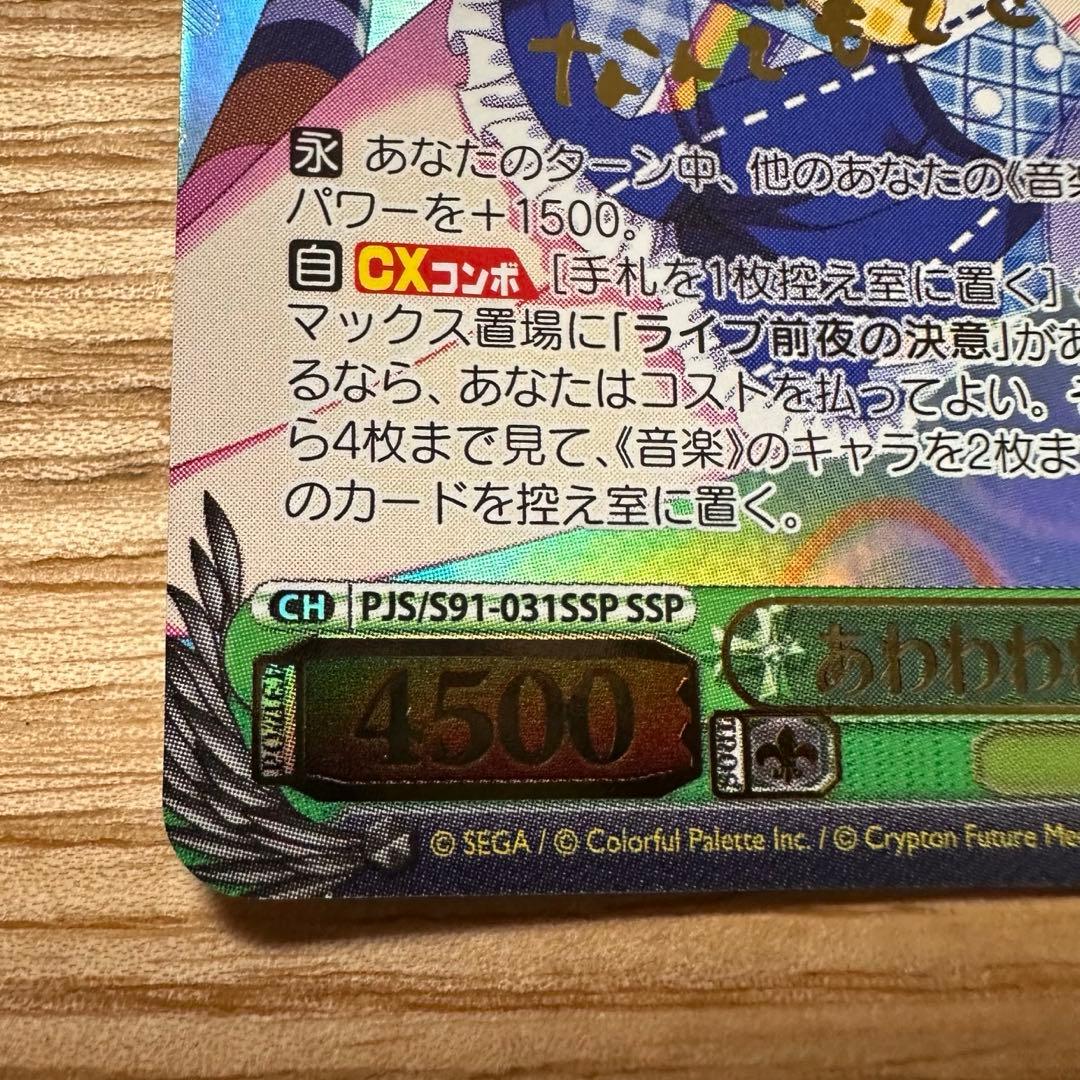 なんでもでき
永 あなたのターン中、他のあなたの《音楽
パワーを＋1500。
自 CXコンボ ［手札を1枚控え室に置く］
マックス置場に「ライブ前夜の決意」があ
るなら、あなたはコストを払ってよい。そ
ら4枚まで見て、《音楽》のキャラを2枚ま
のカードを控え室に置く。
CH PJS/S91-031SSP SSP
POWER 4500
あわわわ
SOUL
© SEGA / © Colorful Palette Inc. / © Crypton Future Me